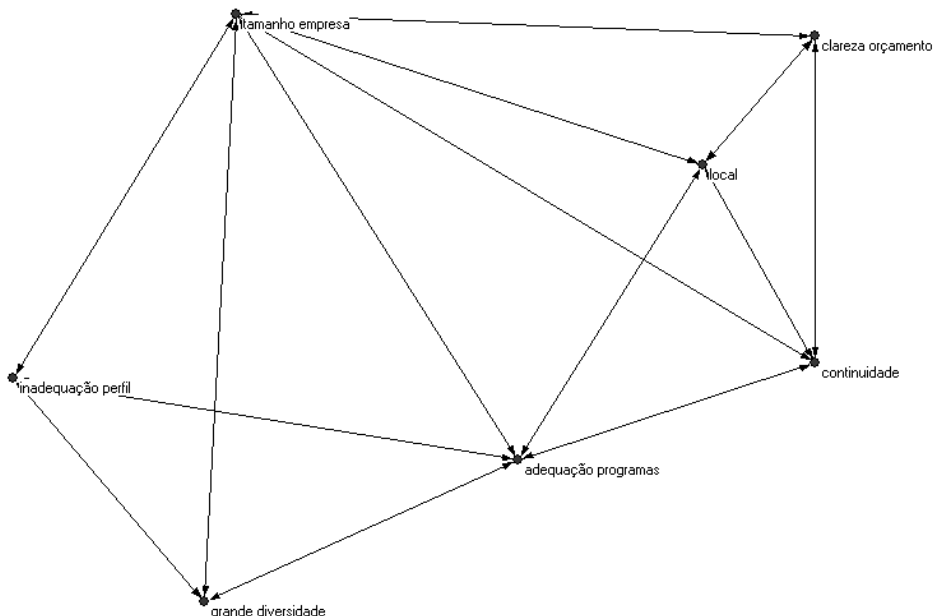 tamanho empresa
clareza orçamento
local
continuidade
inadequação perfil
adequação programas
grande diversidade